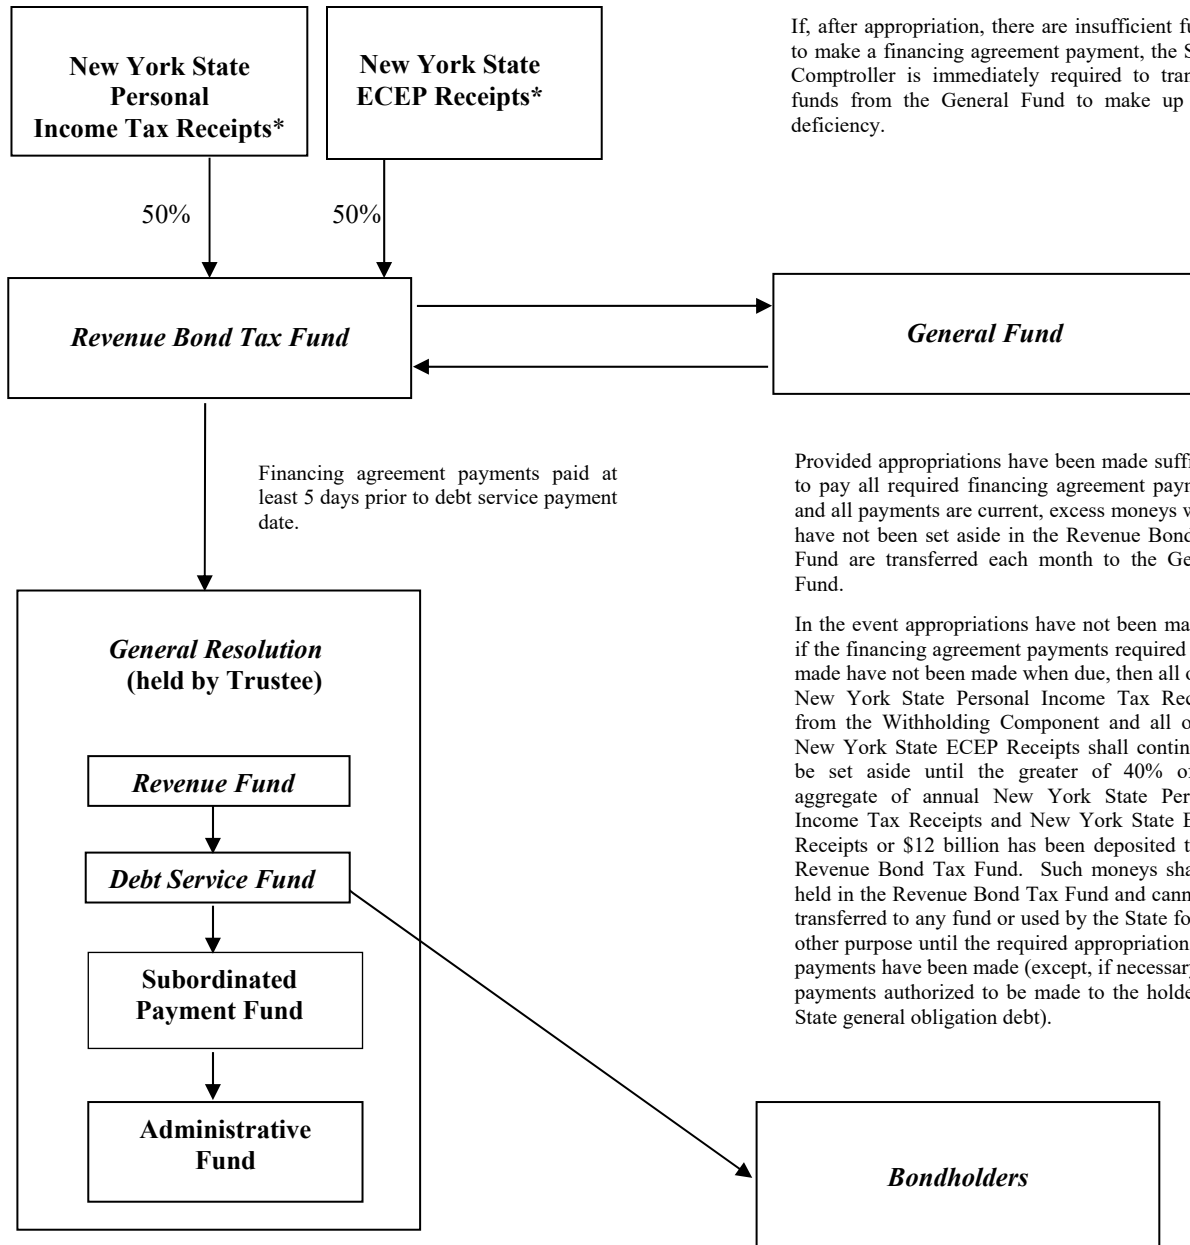 New York State
Personal
Income Tax Receipts*
New York State
ECEP Receipts*
If, after appropriation, there are insufficient
to make a financing agreement payment, the
Comptroller is immediately required to
funds from the General Fund to make up
deficiency.
50%
50%
Revenue Bond Tax Fund
General Fund
Financing agreement payments paid at
least 5 days prior to debt service payment
date.
Provided appropriations have been made
to pay all required financing agreement
and all payments are current, excess moneys
have not been set aside in the Revenue Bond
Fund are transferred each month to the
Fund.
In the event appropriations have not been
if the financing agreement payments required
made have not been made when due, then all
New York State Personal Income Tax
from the Withholding Component and all
New York State ECEP Receipts shall
be set aside until the greater of 40%
aggregate of annual New York State
Income Tax Receipts and New York State
Receipts or $12 billion has been deposited
Revenue Bond Tax Fund. Such moneys
held in the Revenue Bond Tax Fund and
transferred to any fund or used by the State
other purpose until the required
payments have been made (except, if
payments authorized to be made to the
State general obligation debt).
General Resolution
(held by Trustee)
Revenue Fund
Debt Service Fund
Subordinated
Payment Fund
Administrative
Fund
Bondholders